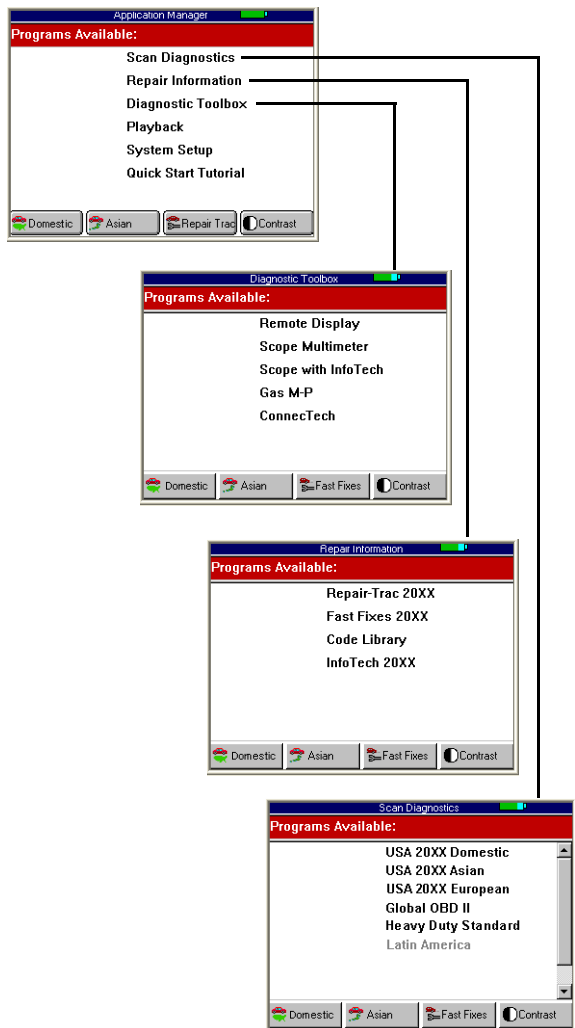 Application Manager
Programs Available:
Scan Diagnostics
Repair Information
Diagnostic Toolbox
Playback
System Setup
Quick Start Tutorial
Domestic Asian Repair Trac Contrast
Diagnostic Toolbox
Programs Available:
Remote Display
Scope Multimeter
Scope with InfoTech
Gas M-P
ConnecTech
Domestic Asian Fast Fixes Contrast
Repair Information
Programs Available:
Repair-Trac 20XX
Fast Fixes 20XX
Code Library
InfoTech 20XX
Domestic Asian Fast Fixes Contrast
Scan Diagnostics
Programs Available:
USA 20XX Domestic
USA 20XX Asian
USA 20XX European
Global OBD II
Heavy Duty Standard
Latin America
Domestic Asian Fast Fixes Contrast